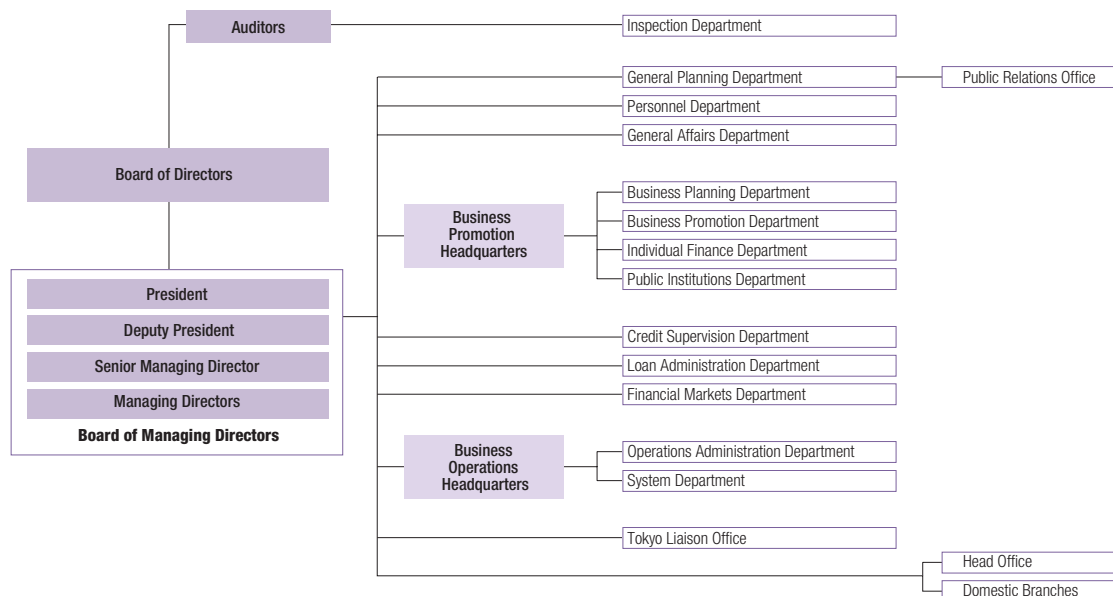 Auditors
Inspection Department
General Planning Department
Public Relations Office
Personnel Department
General Affairs Department
Board of Directors
Business Planning Department
Business
Promotion
Headquarters
Business Promotion Department
Individual Finance Department
Public Institutions Department
President
Deputy President
Senior Managing Director
Managing Directors
Board of Managing Directors
Credit Supervision Department
Loan Administration Department
Financial Markets Department
Business
Operations
Headquarters
Operations Administration Department
System Department
Tokyo Liaison Office
Head Office
Domestic Branches